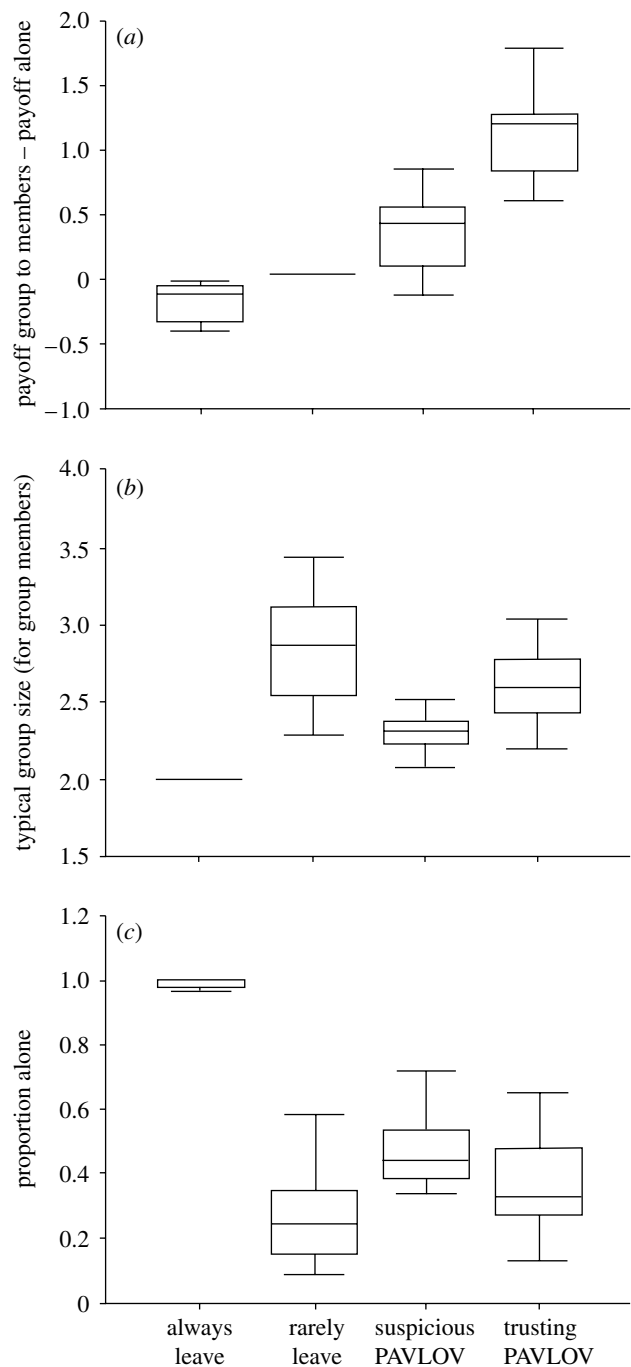 (a)
payoff group to members – payoff alone
2.0
1.5
1.0
0.5
0
–0.5
–1.0
(b)
typical group size (for group members)
4.0
3.5
3.0
2.5
2.0
1.5
(c)
proportion alone
1.2
1.0
0.8
0.6
0.4
0.2
0
always
leave
rarely
leave
suspicious
PAVLOV
trusting
PAVLOV